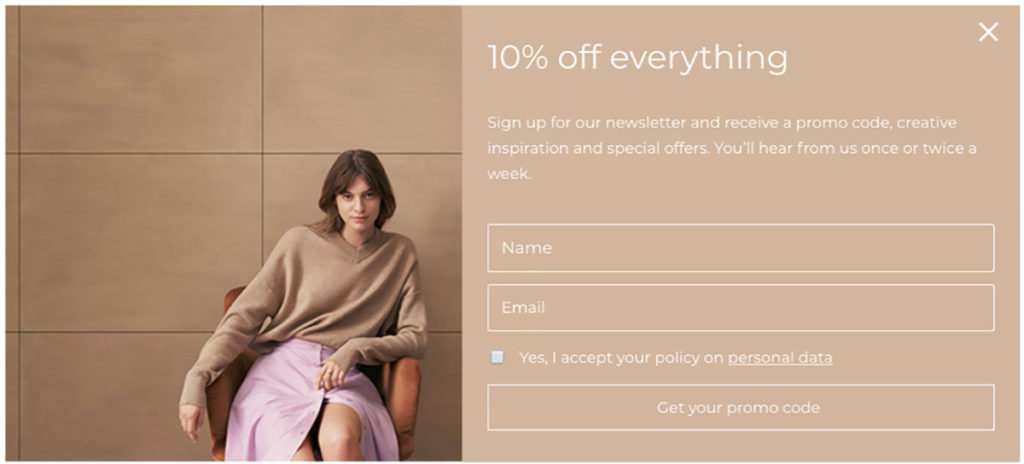 10% off everything
Sign up for our newsletter and receive a promo code, creative
inspiration and special offers. You’ll hear from us once or twice a
week.
Name
Email
Yes, I accept your policy on personal data
Get your promo code